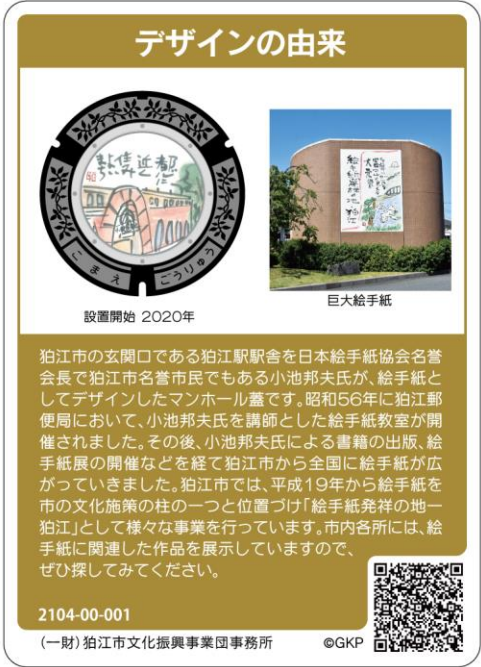 デザインの由来
こまえ
ごうりゅう
設置開始 2020年
巨大絵手紙
狛江市の玄関口である狛江駅駅舎を日本絵手紙協会名誉
会長で狛江市名誉市民でもある小池邦夫氏が、絵手紙と
してデザインしたマンホール蓋です。昭和56年に狛江郵
便局において、小池邦夫氏を講師とした絵手紙教室が開
催されました。その後、小池邦夫氏による書籍の出版、絵
手紙展の開催などを経て狛江市から全国に絵手紙が広
がっていきました。狛江市では、平成19年から絵手紙を
市の文化施策の柱の一つと位置づけ「絵手紙発祥の地ー
狛江」として様々な事業を行っています。市内各所には、絵
手紙に関連した作品を展示していますので、
ぜひ探してみてください。
2104-00-001
(一財)狛江市文化振興事業団事務所
©GKP